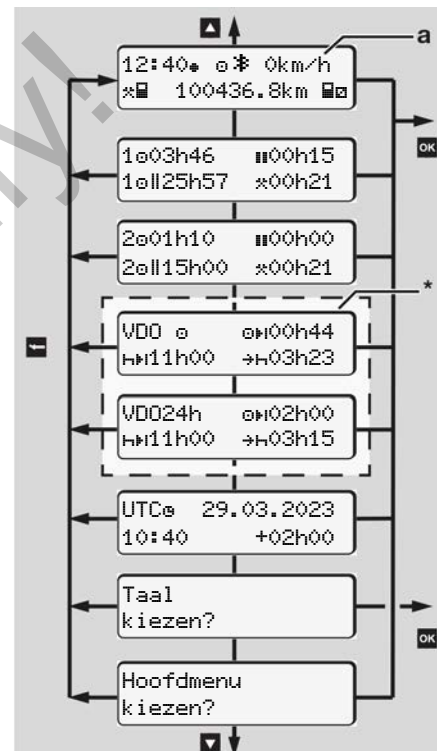 a
12:40 0km/h
100436.8km
OK
1 03h46 00h15
1 25h57 00h21
2 01h10 00h00
2 15h00 00h21
*
VDO 00h44
11h00 03h23
VDO24h 02h00
11h00 03h15
UTC 29.03.2023
10:40 +02h00
Taal
kiezen?
OK
Hoofdmenu
kiezen?
ny!